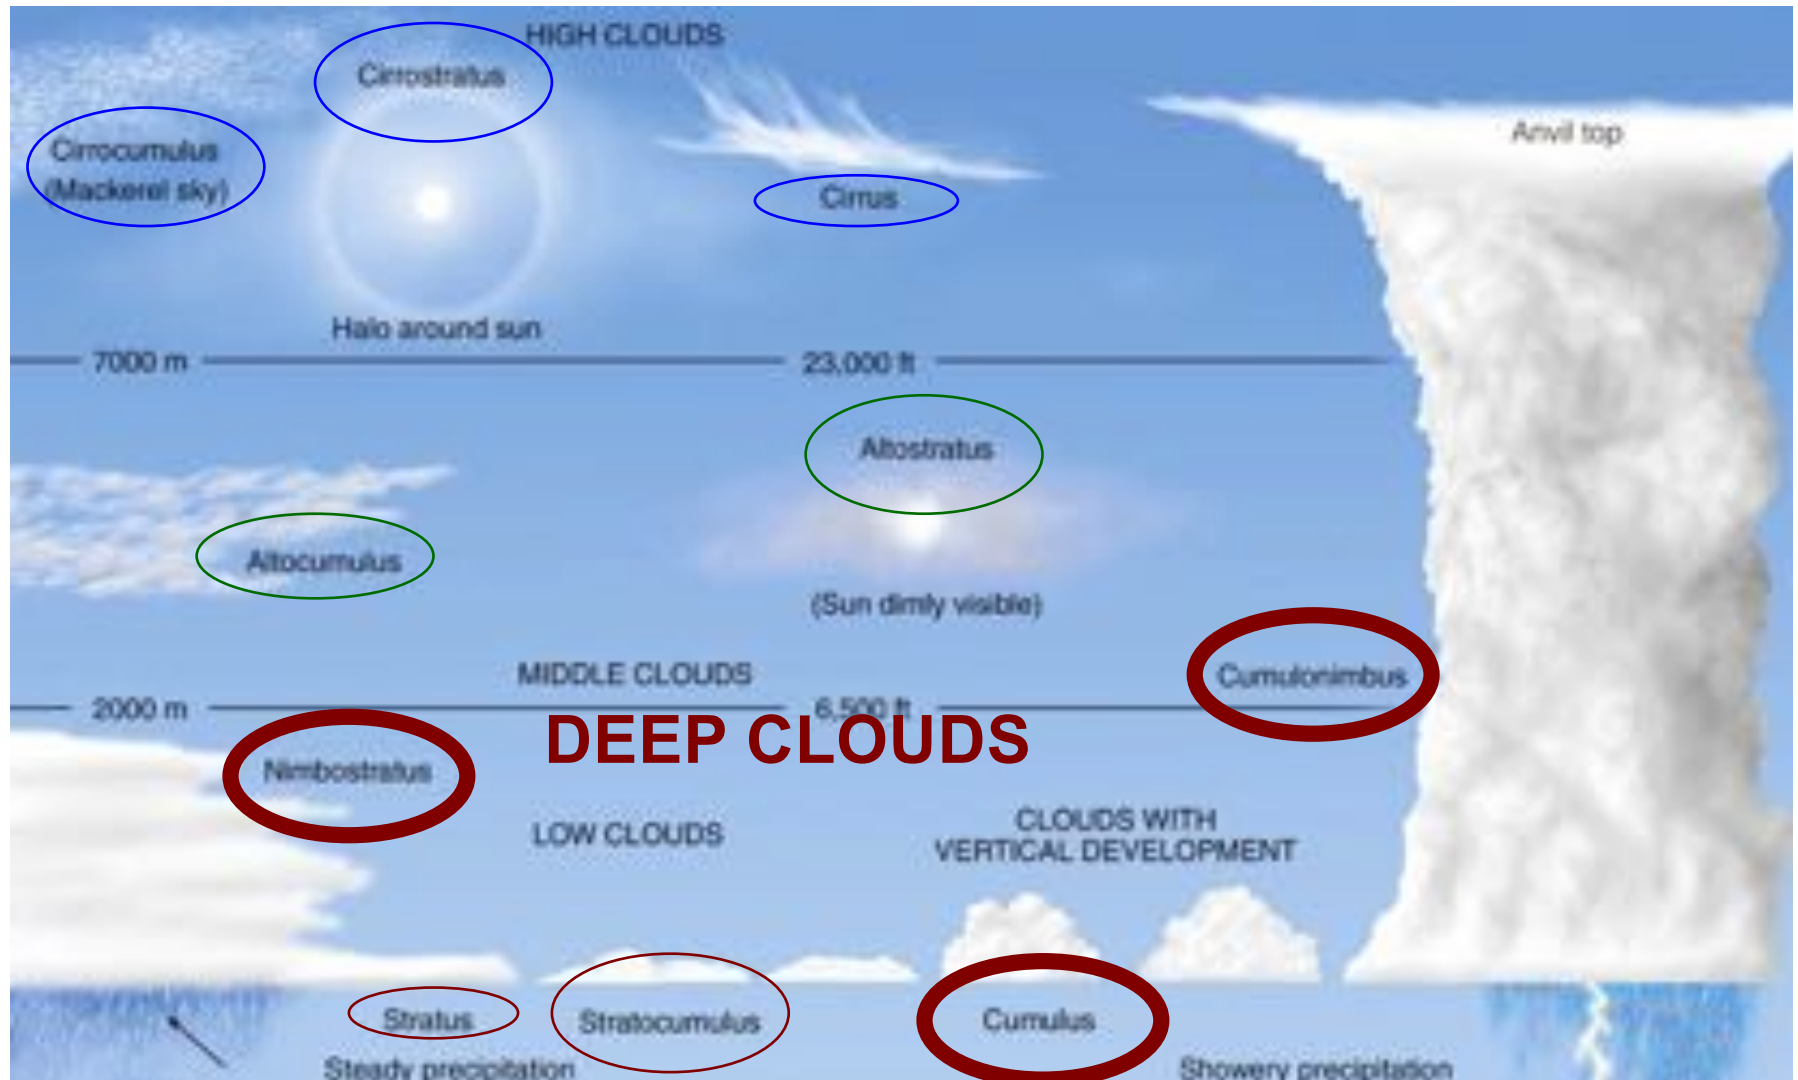 HIGH CLOUDS
Cirrostratus
Cirrocumulus
(Mackerel sky)
Cirrus
Anvil top
Halo around sun
7000 m
23,000 ft
Altostratus
Altocumulus
(Sun dimly visible)
MIDDLE CLOUDS
Cumulonimbus
2000 m
6,500 ft
DEEP CLOUDS
Nimbostratus
LOW CLOUDS
CLOUDS WITH
VERTICAL DEVELOPMENT
Stratus
Stratocumulus
Cumulus
Steady precipitation
Showery precipitation